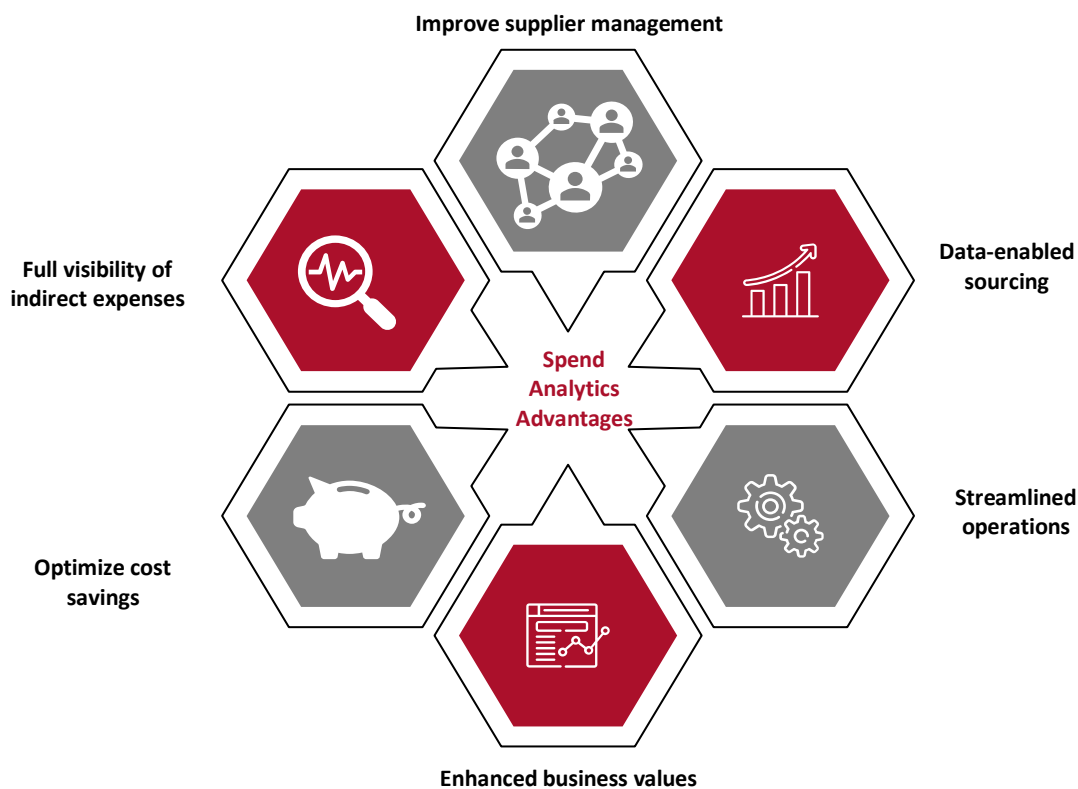 Improve supplier management
Full visibility of
indirect expenses
Data-enabled
sourcing
Spend
Analytics
Advantages
Optimize cost
savings
Streamlined
operations
Enhanced business values